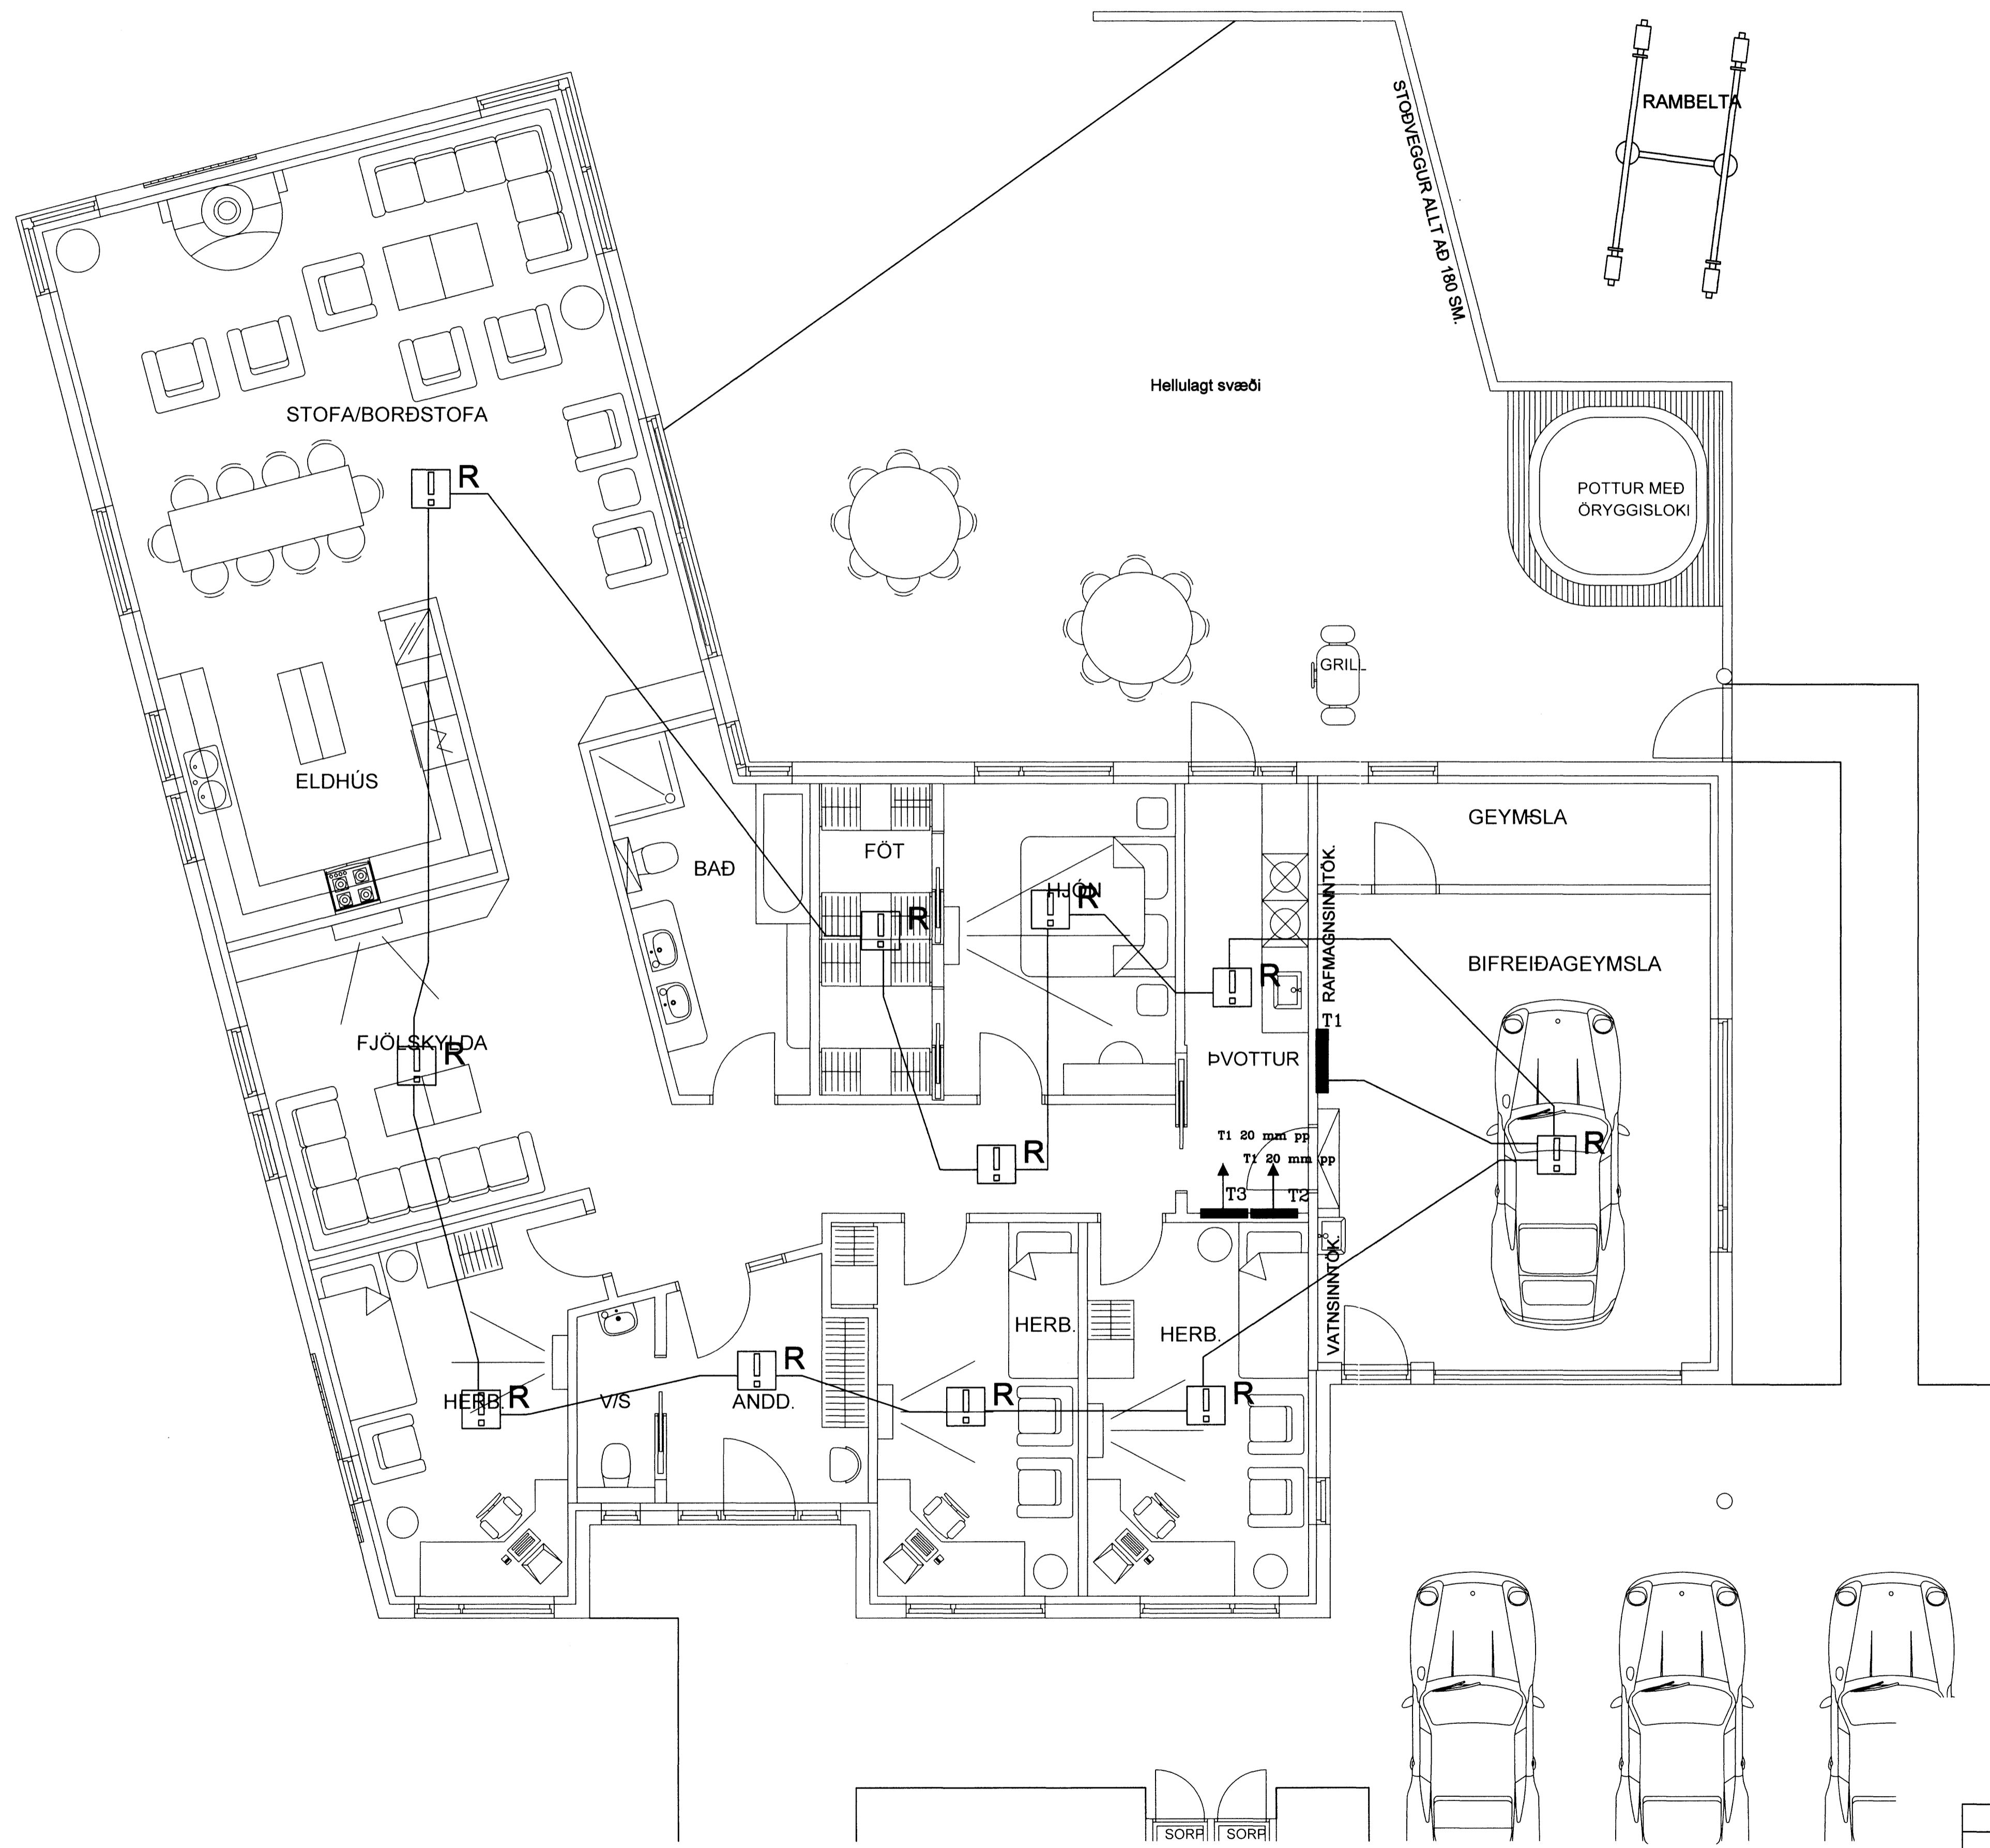 RAMBELTA
STOÐVEGGUR ALLT AÐ 180 SM.
Hellulagt svæði
STOFA/BORÐSTOFA
R
POTTUR MEÐ
ÖRYGGISLOKI
GRILL
ELDHÚS
GEYMSLA
FÖT
BAÐ
HJÓN
R
R
RAFMAGNSINNTÖK.
BIFREIÐAGEYMSLA
R
T1
FJÖLSKYLDA
R
ÞVOTTUR
T1 20 mm pp
R
R
T1 20 mm pp
T3
T2
VATNSINNTÖK.
HERB.
HERB.
R
HERB.
R
V/S
ANDD.
R
R
SORP
SORP